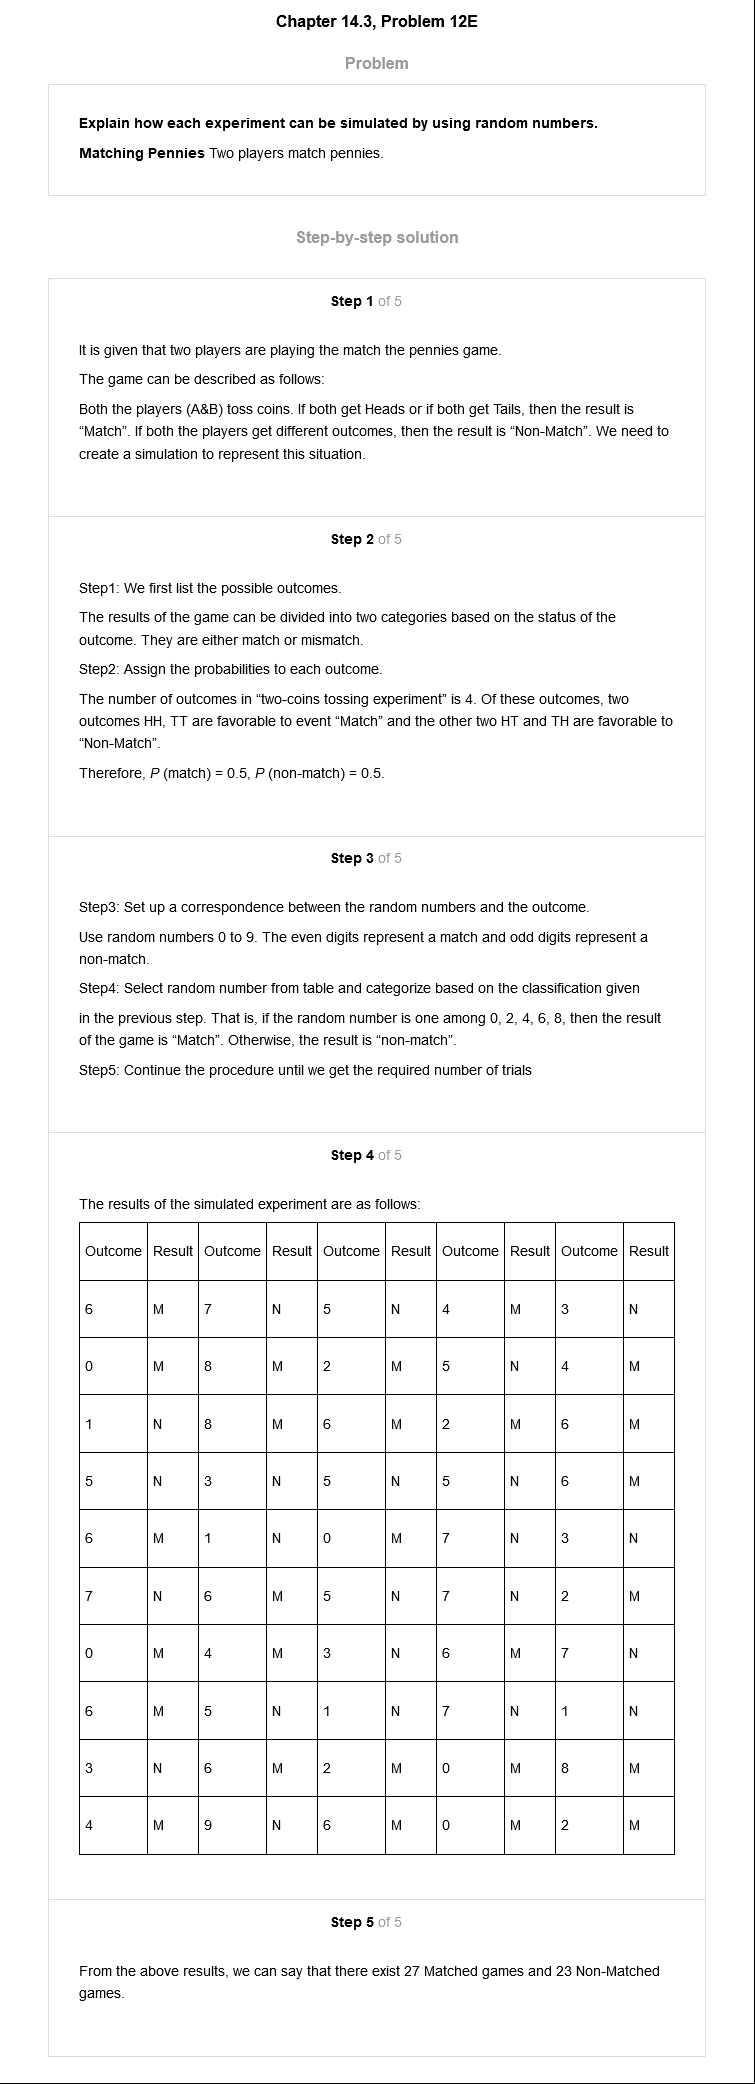 Chapter 14.3, Problem 12E
Problem
Explain how each experiment can be simulated by using random numbers.
Matching Pennies Two players match pennies.
Step-by-step solution
Step 1 of 5
It is given that two players are playing the match the pennies game.
The game can be described as follows:
Both the players (A&B) toss coins. If both get Heads or if both get Tails, then the result is
“Match”. If both the players get different outcomes, then the result is “Non-Match”. We need to
create a simulation to represent this situation.
Step 2 of 5
Step1: We first list the possible outcomes.
The results of the game can be divided into two categories based on the status of the
outcome. They are either match or mismatch.
Step2: Assign the probabilities to each outcome.
The number of outcomes in “two-coins tossing experiment” is 4. Of these outcomes, two
outcomes HH, TT are favorable to event “Match” and the other two HT and TH are favorable to
“Non-Match”.
Therefore, P (match) = 0.5, P (non-match) = 0.5.
Step 3 of 5
Step3: Set up a correspondence between the random numbers and the outcome.
Use random numbers 0 to 9. The even digits represent a match and odd digits represent a
non-match.
Step4: Select random number from table and categorize based on the classification given
in the previous step. That is, if the random number is one among 0, 2, 4, 6, 8, then the result
of the game is “Match”. Otherwise, the result is “non-match”.
Step5: Continue the procedure until we get the required number of trials
Step 4 of 5
The results of the simulated experiment are as follows:
Outcome Result Outcome Result Outcome Result Outcome Result Outcome Result
6 M 7 N 5 N 4 M 3 N
0 M 8 M 2 M 5 N 4 M
1 N 8 M 6 M 2 M 6 M
5 N 3 N 5 N 5 N 6 M
6 M 1 N 0 M 7 N 3 N
7 N 6 M 5 N 7 N 2 M
0 M 4 M 3 N 6 M 7 N
6 M 5 N 1 N 7 N 1 N
3 N 6 M 2 M 0 M 8 M
4 M 9 N 6 M 0 M 2 M
Step 5 of 5
From the above results, we can say that there exist 27 Matched games and 23 Non-Matched
games.